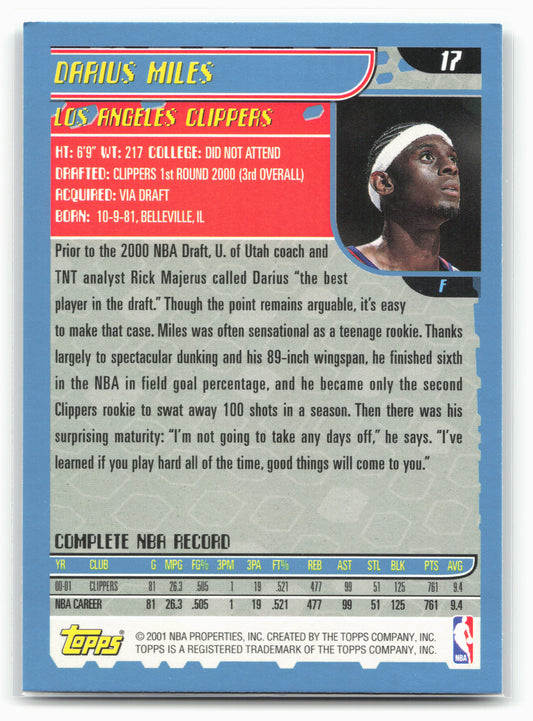 17
DARIUS MILES
LOS ANGELES CLIPPERS
HT: 6'9" WT: 217 COLLEGE: DID NOT ATTEND
DRAFTED: CLIPPERS 1ST ROUND 2000 (3rd OVERALL)
ACQUIRED: VIA DRAFT
BORN: 10-9-81, BELLEVILLE, IL
F
Prior to the 2000 NBA Draft, U. of Utah coach and
TNT analyst Rick Majerus called Darius “the best
player in the draft.” Though the point remains arguable, it’s easy
to make that case. Miles was often sensational as a teenage rookie. Thanks
largely to spectacular dunking and his 89-inch wingspan, he finished sixth
in the NBA in field goal percentage, and he became only the second
Clippers rookie to swat away 100 shots in a season. Then there was his
surprising maturity: “I’m not going to take any days off,” he says. “I’ve
learned if you play hard all of the time, good things will come to you.”
COMPLETE NBA RECORD
YR CLUB G MPG FG% 3PM 3PA FT% REB AST STL BLK PTS AVG
00-01 CLIPPERS 81 26.3 .505 1 19 .521 477 99 51 125 761 9.4
NBA CAREER 81 26.3 .505 1 19 .521 477 99 51 125 761 9.4
Topps ® © 2001 NBA PROPERTIES, INC. CREATED BY THE TOPPS COMPANY, INC.
TOPPS IS A REGISTERED TRADEMARK OF THE TOPPS COMPANY, INC.
NBA